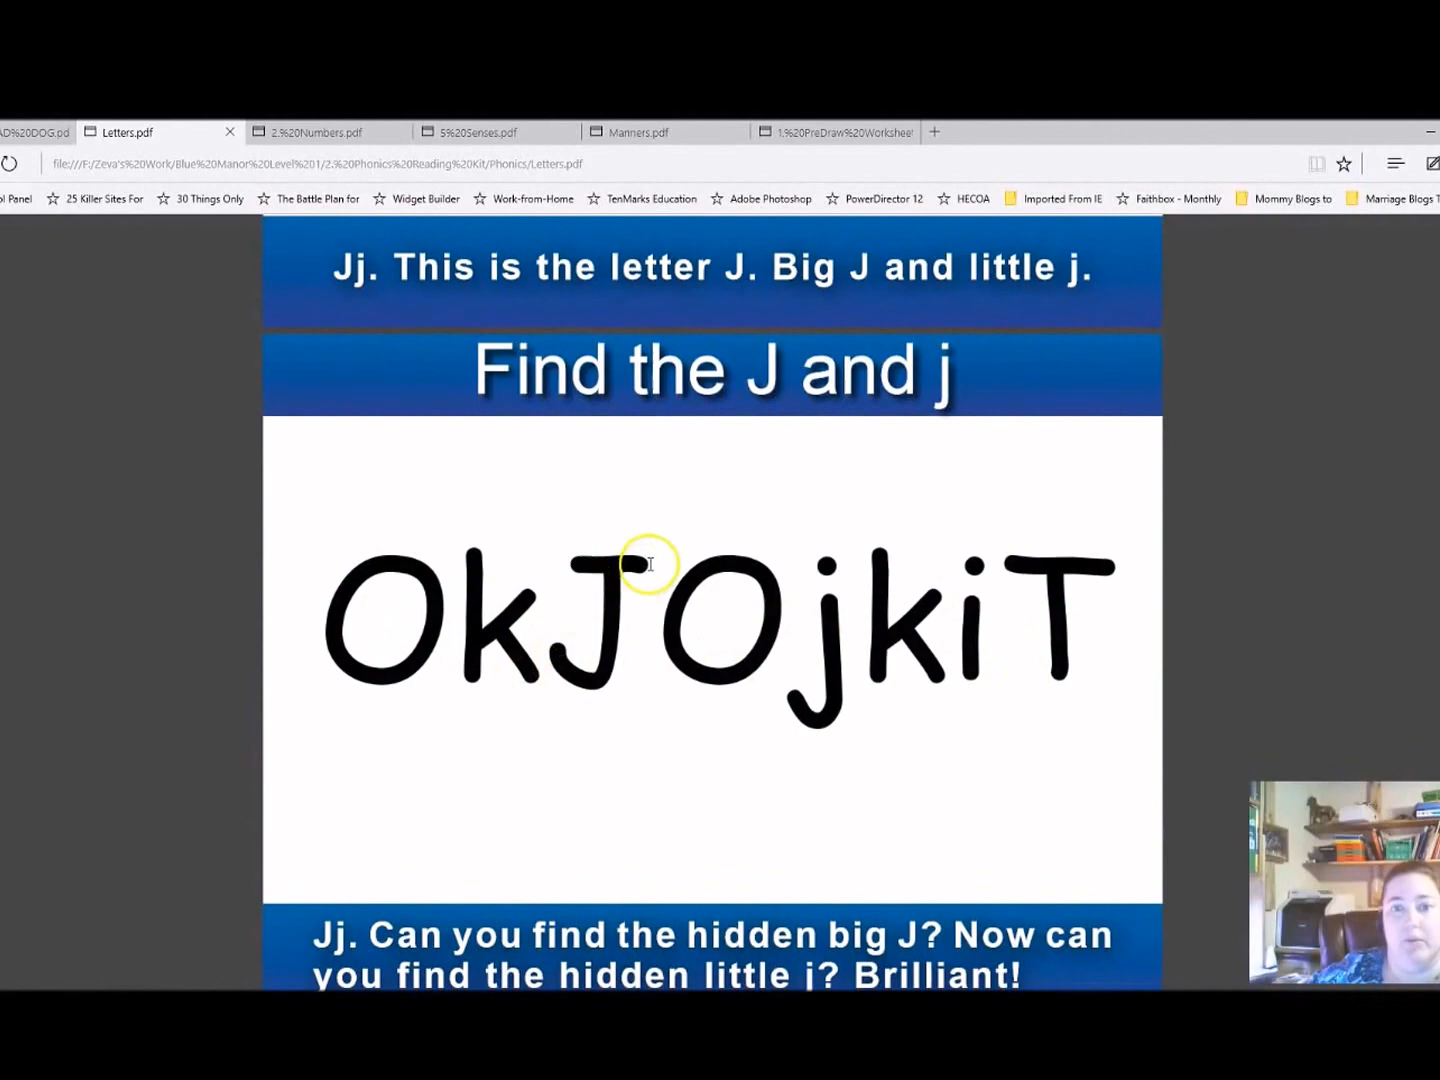 AD%20DOG.pd Letters.pdf 2.%20Numbers.pdf 5%20Senses.pdf Manners.pdf 1.%20PreDraw%20Workshee
file:///F:/Zeva's%20Work/Blue%20Manor%20Level%201/2.%20Phonics%20Reading%20Kit/Phonics/Letters.pdf
ol Panel 25 Killer Sites For 30 Things Only The Battle Plan for Widget Builder Work-from-Home TenMarks Education Adobe Photoshop PowerDirector 12 HECOA Imported From IE Faithbox - Monthly Mommy Blogs to Marriage Blogs T
Jj. This is the letter J. Big J and little j.
Find the J and j
OkJOjkiT
Jj. Can you find the hidden big J? Now can
you find the hidden little j? Brilliant!